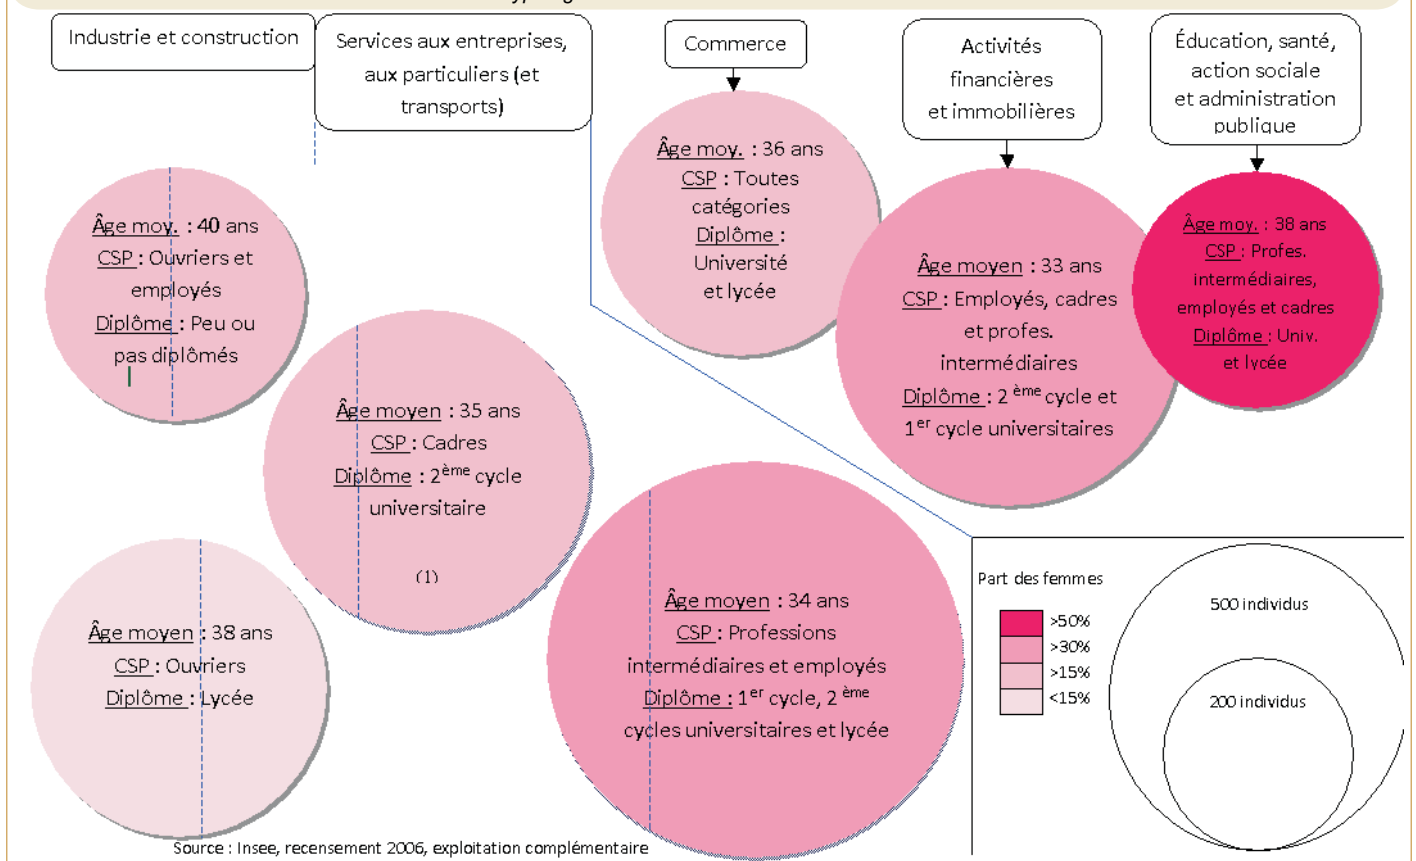 Industrie et construction
Services aux entreprises,
aux particuliers (et
transports)
Commerce
Activités
financières
et immobilières
Éducation, santé,
action sociale
et administration
publique
Âge moy. : 40 ans
CSP : Ouvriers et
employés
Diplôme : Peu ou
pas diplômés
Âge moyen : 35 ans
CSP : Cadres
Diplôme : 2ème cycle
universitaire
(1)
Âge moyen : 38 ans
CSP : Ouvriers
Diplôme : Lycée
Âge moy. : 36 ans
CSP : Toutes
catégories
Diplôme :
Université
et lycée
Âge moyen : 33 ans
CSP : Employés, cadres
et profes.
intermédiaires
Diplôme : 2 ème cycle et
1er cycle universitaires
Âge moy. : 38 ans
CSP : Profes.
intermédiaires,
employés et cadres
Diplôme : Univ.
et lycée
Âge moyen : 34 ans
CSP : Professions
intermédiaires et employés
Diplôme : 1er cycle, 2 ème
cycles universitaires et lycée
Part des femmes
>50%
>30%
>15%
<15%
500 individus
200 individus
Source : Insee, recensement 2006, exploitation complémentaire